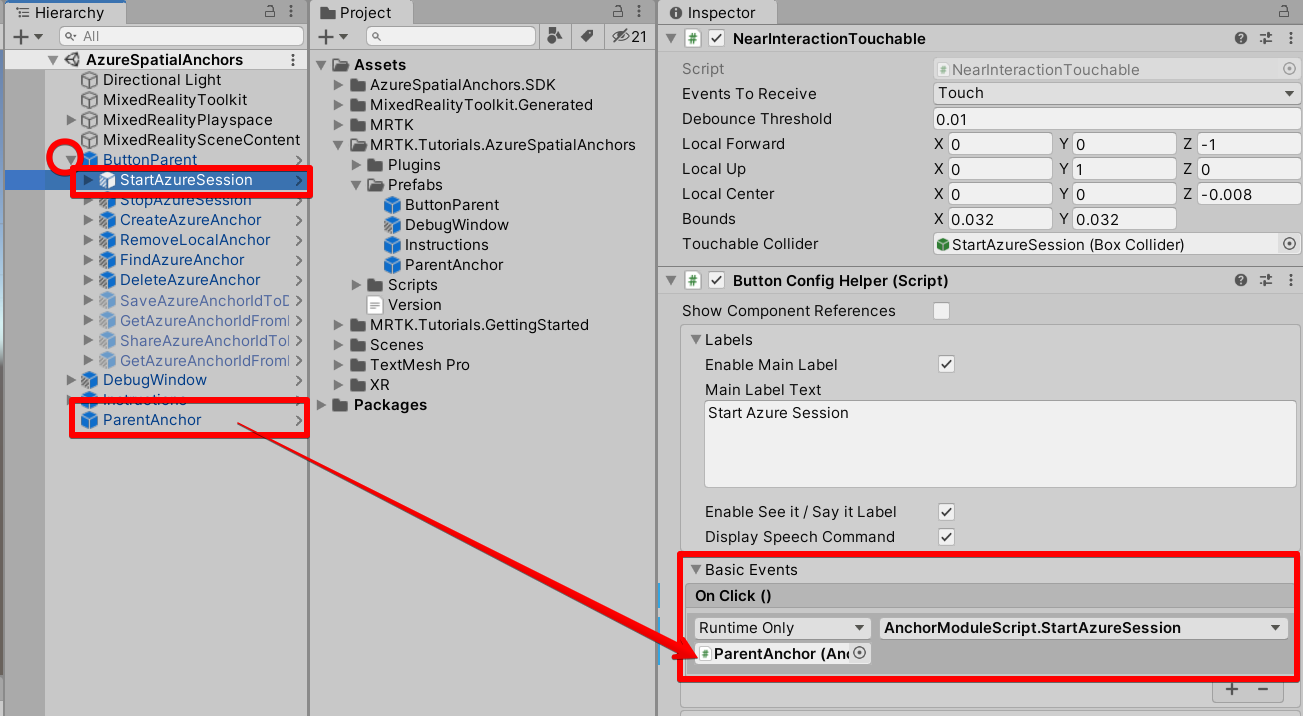 Hierarchy
All
AzureSpatialAnchors
Directional Light
MixedRealityToolkit
MixedRealityPlayspace
MixedRealitySceneContent
ButtonParent
StartAzureSession
StopAzureSession
CreateAzureAnchor
RemoveLocalAnchor
FindAzureAnchor
DeleteAzureAnchor
SaveAzureAnchorIdToD
GetAzureAnchorIdFroml
ShareAzureAnchorIdTol
GetAzureAnchorIdFroml
DebugWindow
Instructions
ParentAnchor
Project
21
Assets
AzureSpatialAnchors.SDK
MixedRealityToolkit.Generated
MRTK
MRTK.Tutorials.AzureSpatialAnchors
Plugins
Prefabs
ButtonParent
DebugWindow
Instructions
ParentAnchor
Scripts
Version
MRTK.Tutorials.GettingStarted
Scenes
TextMesh Pro
XR
Packages
Inspector
NearInteractionTouchable
Script NearInteractionTouchable
Events To Receive Touch
Debounce Threshold 0.01
Local Forward X 0 Y 0 Z -1
Local Up X 0 Y 1 Z 0
Local Center X 0 Y 0 Z -0.008
Bounds X 0.032 Y 0.032
Touchable Collider StartAzureSession (Box Collider)
Button Config Helper (Script)
Show Component References
Labels
Enable Main Label
Main Label Text
Start Azure Session
Enable See it / Say it Label
Display Speech Command
Basic Events
On Click ()
Runtime Only AnchorModuleScript.StartAzureSession
ParentAnchor (Anc